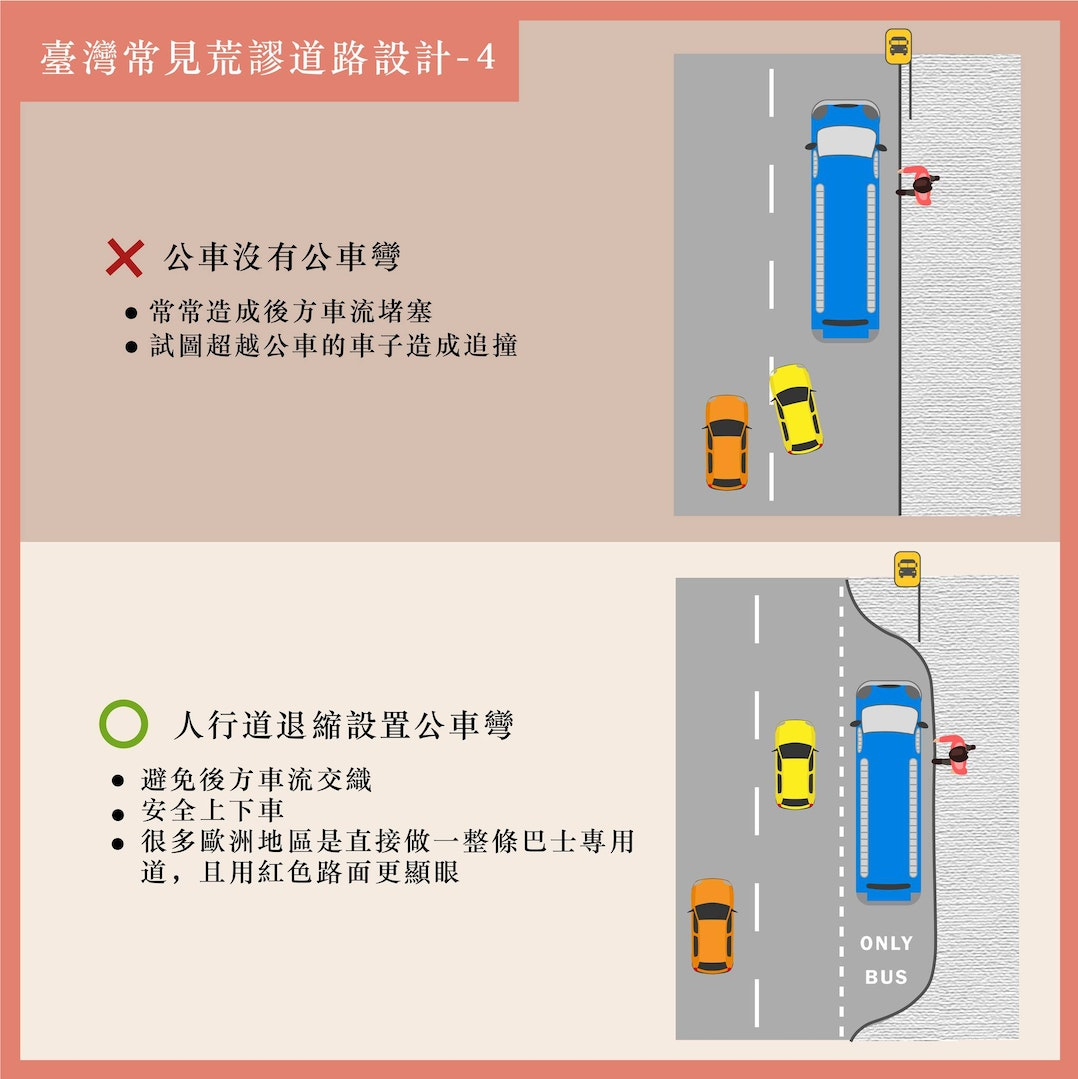 臺灣常見荒謬道路設計-4
公車沒有公車彎
常常造成後方車流堵塞
試圖超越公車的車子造成追撞
人行道退縮設置公車彎
避免後方車流交織
安全上下車
很多歐洲地區是直接做一整條巴士專用
道，且用紅色路面更顯眼
ONLY
BUS